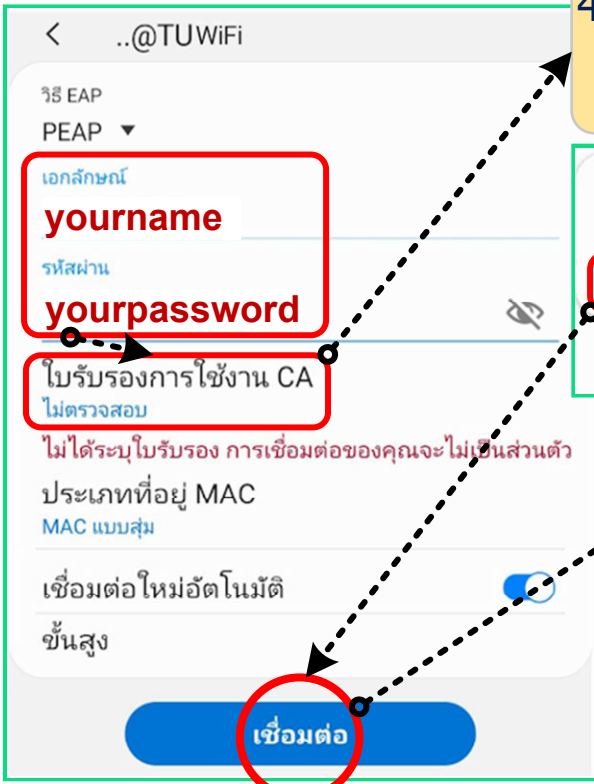 ..@TUWiFi
4
วิธี EAP
PEAP
เอกลักษณ์
yourname
รหัสผ่าน
yourpassword
ใบรับรองการใช้งาน CA
ไม่ตรวจสอบ
ไม่ได้ระบุใบรับรอง การเชื่อมต่อของคุณจะไม่เป็นส่วนตัว
ประเภทที่อยู่ MAC
MAC แบบสุ่ม
เชื่อมต่อใหม่อัตโนมัติ
ขั้นสูง
เชื่อมต่อ